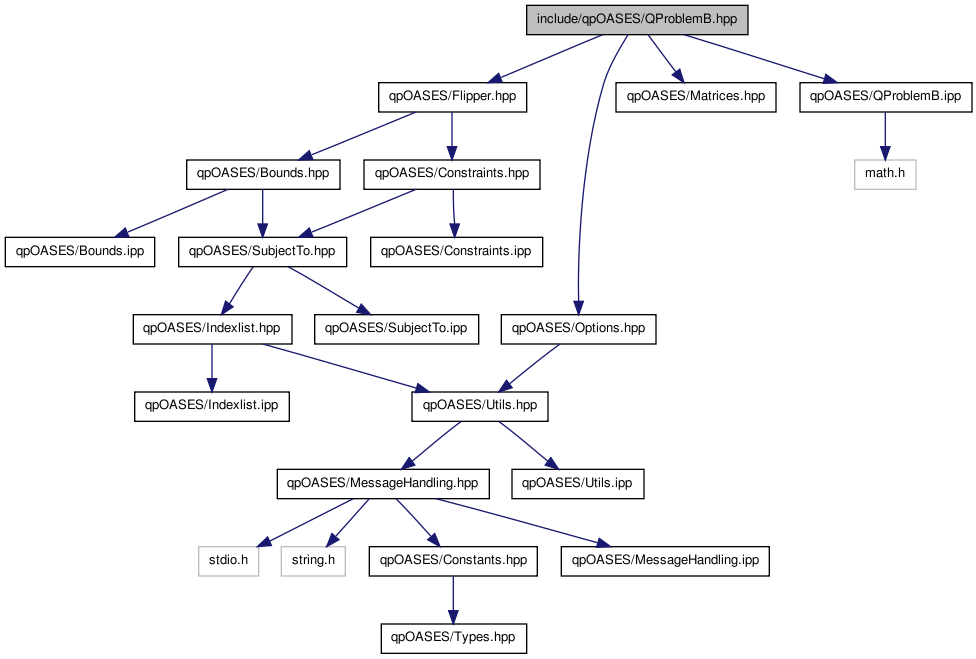 include/qpOASES/QProblemB.hpp
qpOASES/Flipper.hpp
qpOASES/Matrices.hpp
qpOASES/QProblemB.ipp
qpOASES/Bounds.hpp
qpOASES/Constraints.hpp
math.h
qpOASES/Bounds.ipp
qpOASES/SubjectTo.hpp
qpOASES/Constraints.ipp
qpOASES/Indexlist.hpp
qpOASES/SubjectTo.ipp
qpOASES/Options.hpp
qpOASES/Indexlist.ipp
qpOASES/Utils.hpp
qpOASES/MessageHandling.hpp
qpOASES/Utils.ipp
stdio.h
string.h
qpOASES/Constants.hpp
qpOASES/MessageHandling.ipp
qpOASES/Types.hpp